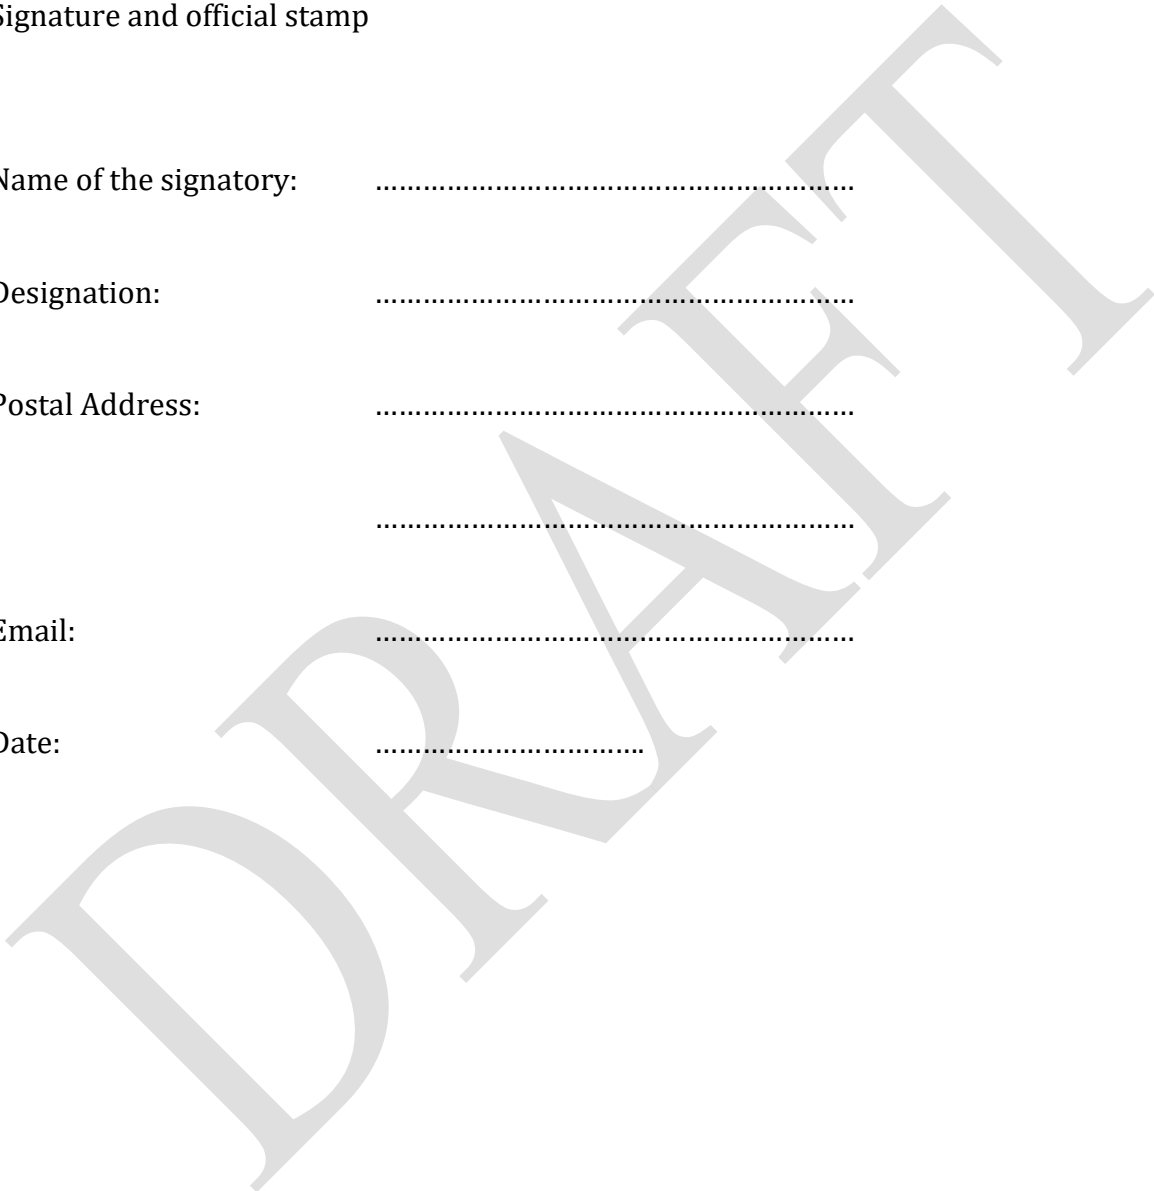 Signature and official stamp
Name of the signatory: ……………………………………………………
Designation: ……………………………………………………
Postal Address: ……………………………………………………
……………………………………………………
Email: ……………………………………………………
Date: ……………………………..
DRAFT